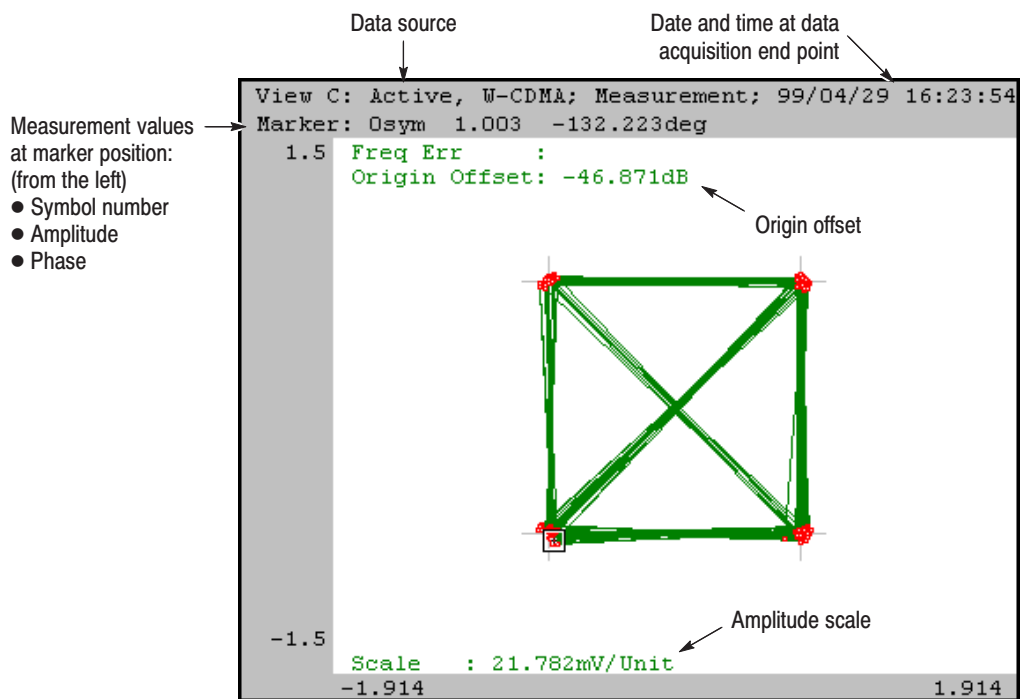 Data source
Date and time at data
acquisition end point
View C: Active, W-CDMA; Measurement; 99/04/29 16:23:54
Marker: 0sym 1.003 -132.223deg
Measurement values
at marker position:
(from the left)
● Symbol number
● Amplitude
● Phase
1.5
Freq Err :
Origin Offset: -46.871dB
Origin offset
Amplitude scale
-1.5
Scale : 21.782mV/Unit
-1.914 1.914